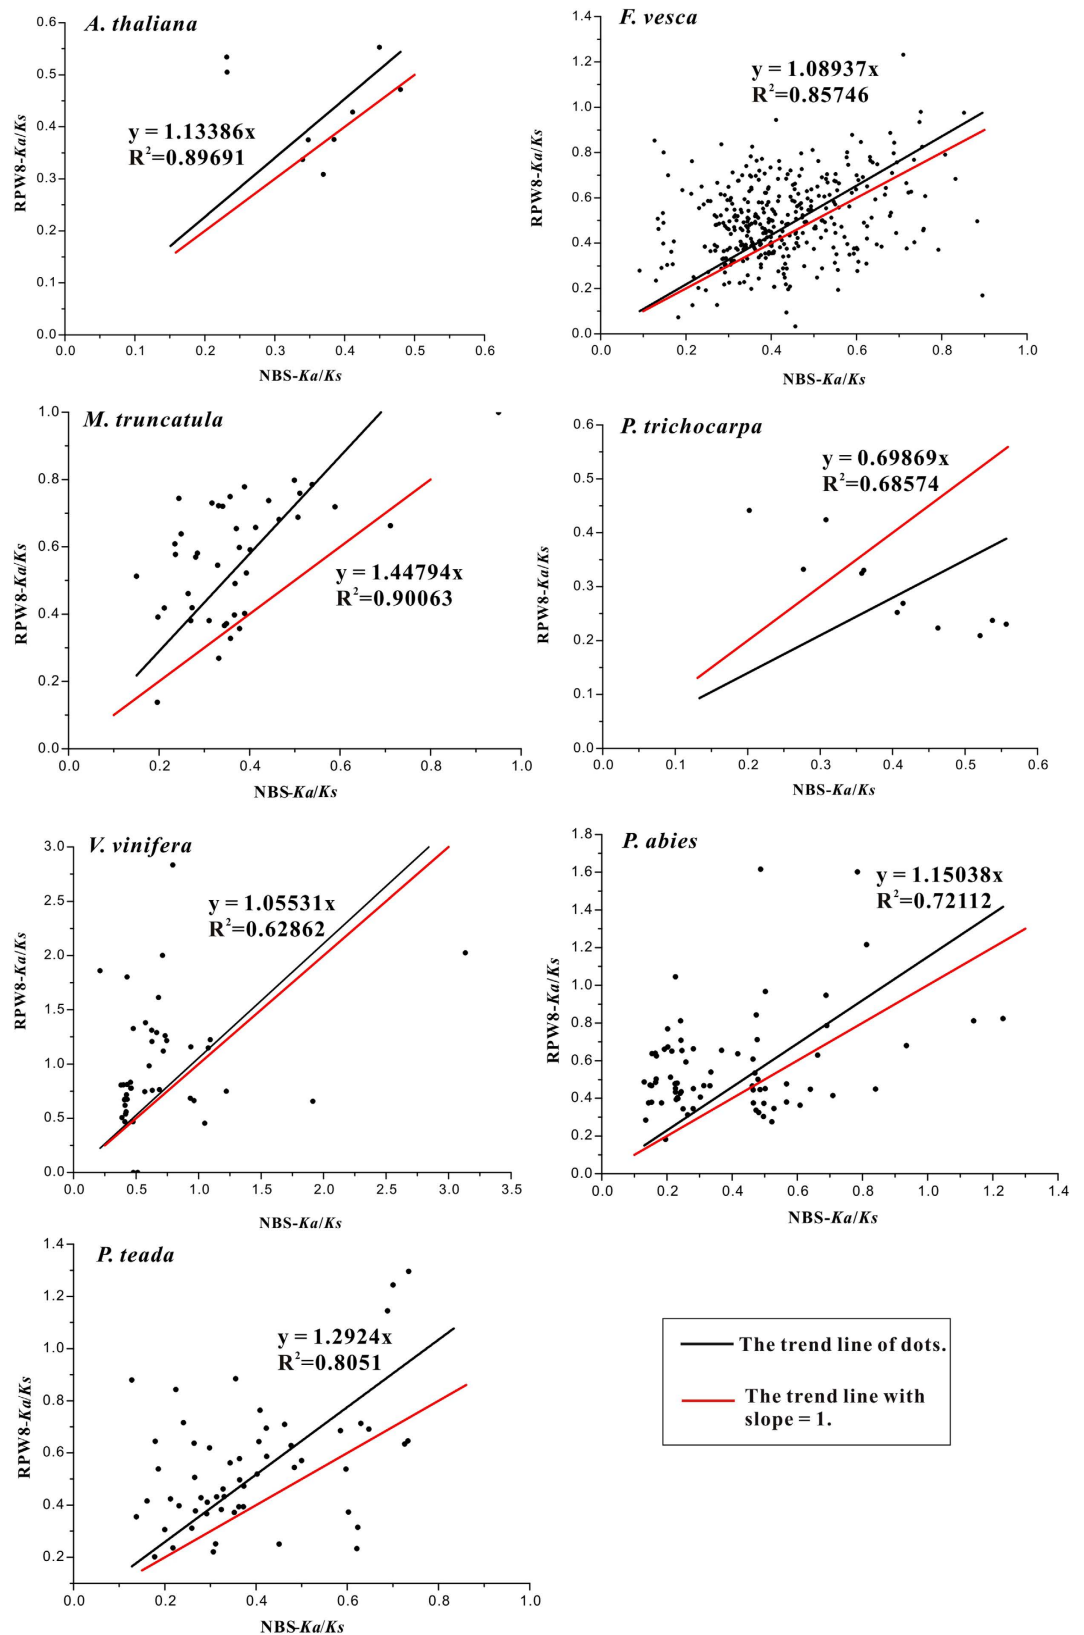 A. thaliana
y = 1.13386x
R²=0.89691
RPW8-Ka/Ks
0.6
0.5
0.4
0.3
0.2
0.1
0.0
0.0 0.1 0.2 0.3 0.4 0.5 0.6
NBS-Ka/Ks
F. vesca
y = 1.08937x
R²=0.85746
RPW8-Ka/Ks
1.4
1.2
1.0
0.8
0.6
0.4
0.2
0.0
0.0 0.2 0.4 0.6 0.8 1.0
NBS-Ka/Ks
M. truncatula
y = 1.44794x
R²=0.90063
RPW8-Ka/Ks
1.0
0.8
0.6
0.4
0.2
0.0
0.0 0.2 0.4 0.6 0.8 1.0
NBS-Ka/Ks
P. trichocarpa
y = 0.69869x
R²=0.68574
RPW8-Ka/Ks
0.6
0.5
0.4
0.3
0.2
0.1
0.0
0.0 0.1 0.2 0.3 0.4 0.5 0.6
NBS-Ka/Ks
V. vinifera
y = 1.05531x
R²=0.62862
RPW8-Ka/Ks
3.0
2.5
2.0
1.5
1.0
0.5
0.0
0.0 0.5 1.0 1.5 2.0 2.5 3.0 3.5
NBS-Ka/Ks
P. abies
y = 1.15038x
R²=0.72112
RPW8-Ka/Ks
1.8
1.6
1.4
1.2
1.0
0.8
0.6
0.4
0.2
0.0
0.0 0.2 0.4 0.6 0.8 1.0 1.2 1.4
NBS-Ka/Ks
P. teada
y = 1.2924x
R²=0.8051
RPW8-Ka/Ks
1.4
1.2
1.0
0.8
0.6
0.4
0.2
0.0 0.2 0.4 0.6 0.8 1.0
NBS-Ka/Ks
The trend line of dots.
The trend line with
slope = 1.